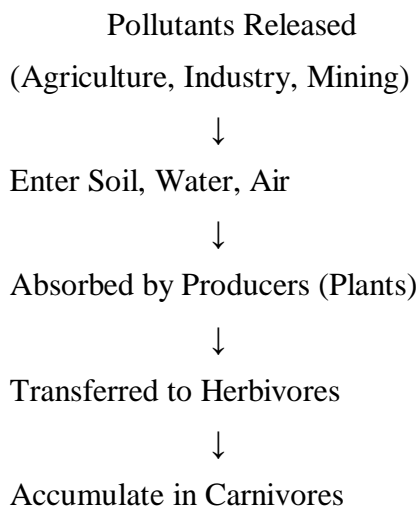 Pollutants Released
(Agriculture, Industry, Mining)
↓
Enter Soil, Water, Air
↓
Absorbed by Producers (Plants)
↓
Transferred to Herbivores
↓
Accumulate in Carnivores